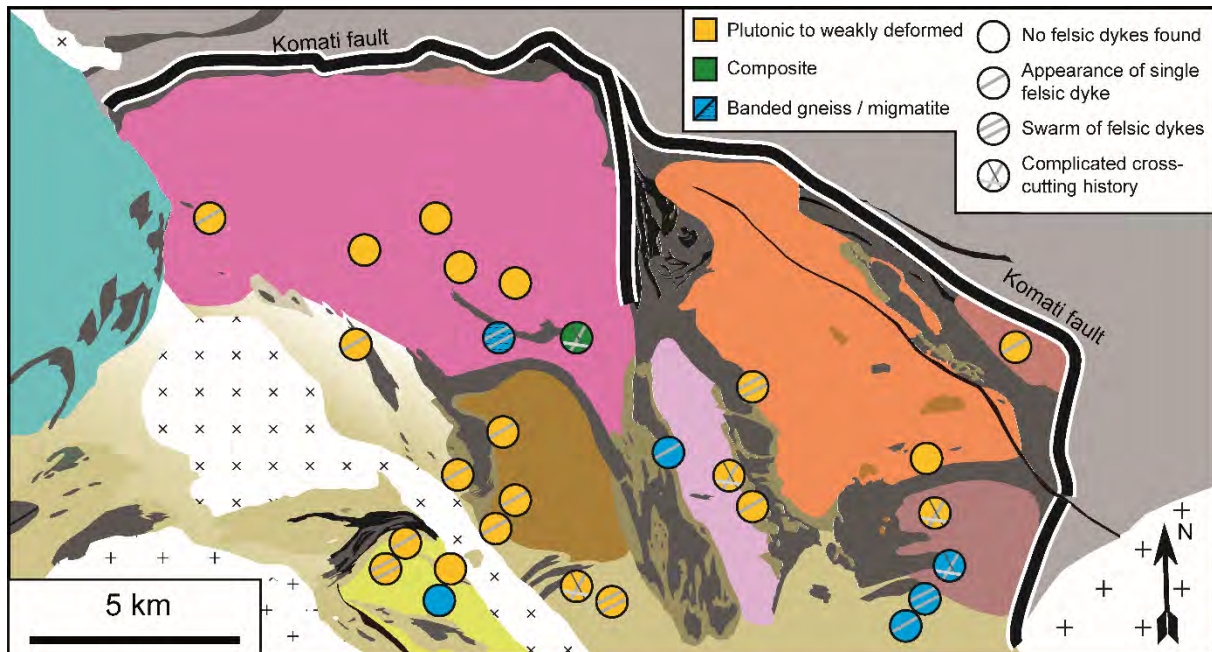 Komati fault
Plutonic to weakly deformed
Composite
Banded gneiss / migmatite
No felsic dykes found
Appearance of single
felsic dyke
Swarm of felsic dykes
Complicated cross-
cutting history
Komati fault
N
5 km